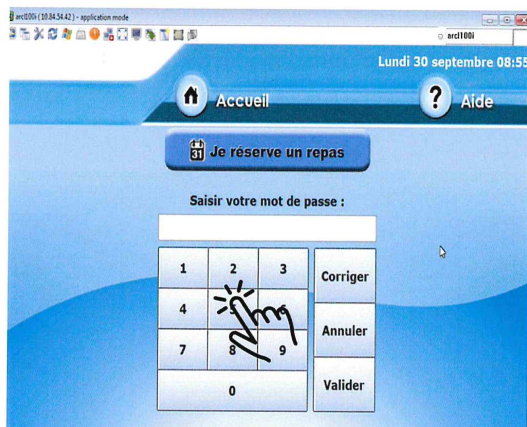 arcl100i ( 10.84.54.42 ) - application mode
arcl100i
Lundi 30 septembre 08:55
Accueil
? Aide
31 Je réserve un repas
Saisir votre mot de passe :
1 2 3 Corriger
4 5
Annuler
7 8 9
0 Valider